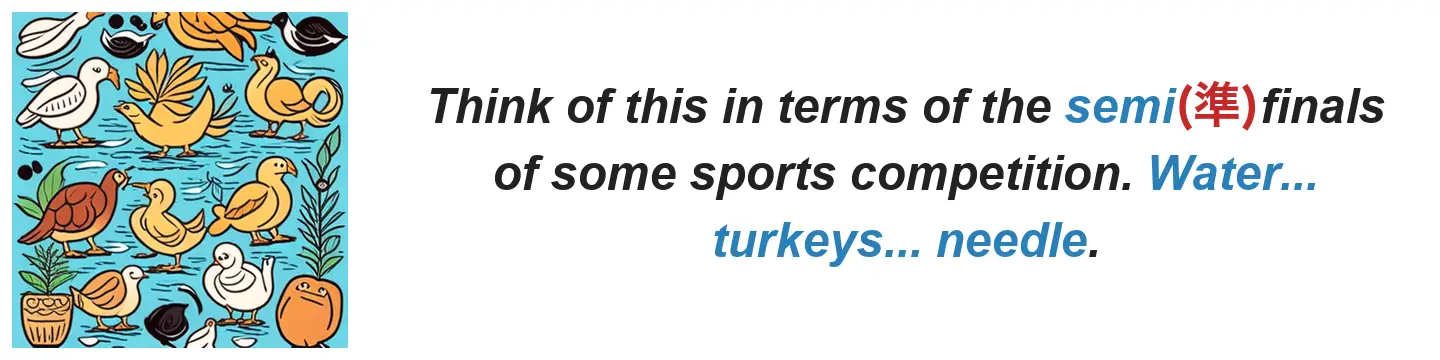 Think of this in terms of the semi(準)finals
of some sports competition. Water...
turkeys... needle.